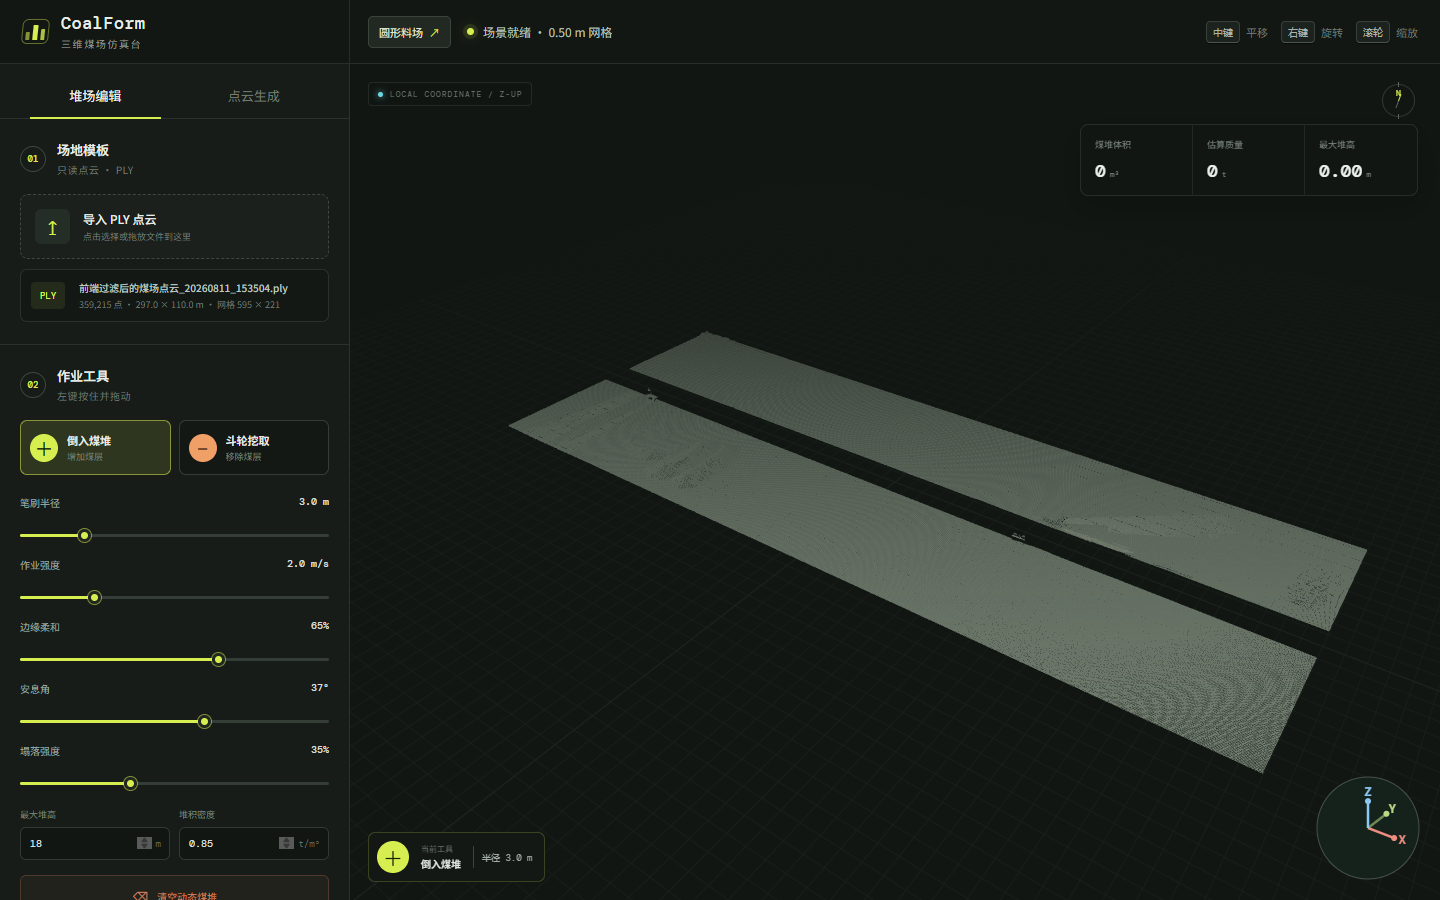 CoalForm
三维煤场仿真台
圆形料场 ↗
场景就绪 · 0.50 m 网格
中键 平移 右键 旋转 滚轮 缩放
堆场编辑
点云生成
LOCAL COORDINATE / Z-UP
N
01
场地模板
只读点云 · PLY
导入 PLY 点云
点击选择或拖放文件到这里
PLY
前端过滤后的煤场点云_20260811_153504.ply
359,215 点 · 297.0 × 110.0 m · 网格 595 × 221
煤堆体积
0 m³
估算质量
0 t
最大堆高
0.00 m
02
作业工具
左键按住并拖动
倒入煤堆
增加煤层
斗轮挖取
移除煤层
笔刷半径
3.0 m
作业强度
2.0 m/s
边缘柔和
65%
安息角
37°
塌落强度
35%
最大堆高
18 m
堆积密度
0.85 t/m³
清空动态煤堆
当前工具
倒入煤堆
半径 3.0 m
Z
Y
X